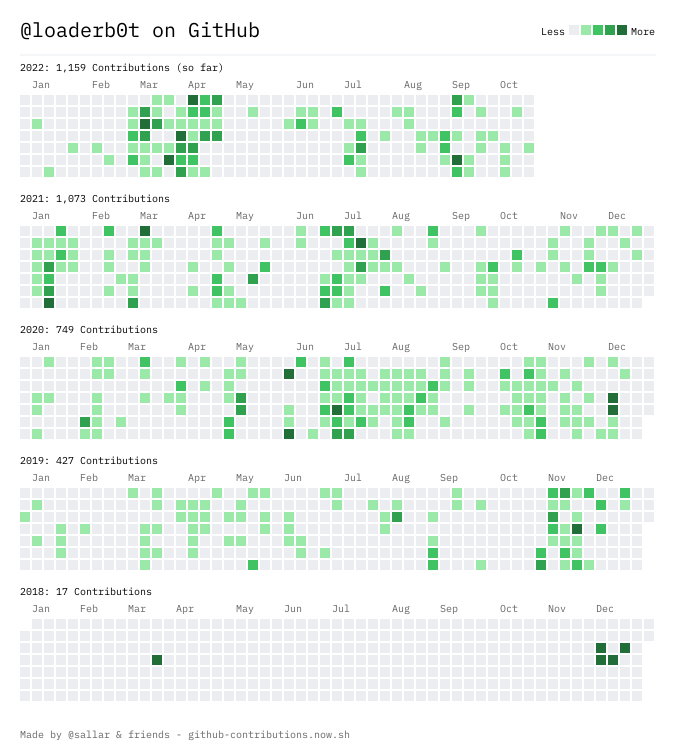 @loaderb0t on GitHub
Less More
2022: 1,159 Contributions (so far)
Jan Feb Mar Apr May Jun Jul Aug Sep Oct
2021: 1,073 Contributions
Jan Feb Mar Apr May Jun Jul Aug Sep Oct Nov Dec
2020: 749 Contributions
Jan Feb Mar Apr May Jun Jul Aug Sep Oct Nov Dec
2019: 427 Contributions
Jan Feb Mar Apr May Jun Jul Aug Sep Oct Nov Dec
2018: 17 Contributions
Jan Feb Mar Apr May Jun Jul Aug Sep Oct Nov Dec
Made by @sallar & friends - github-contributions.now.sh